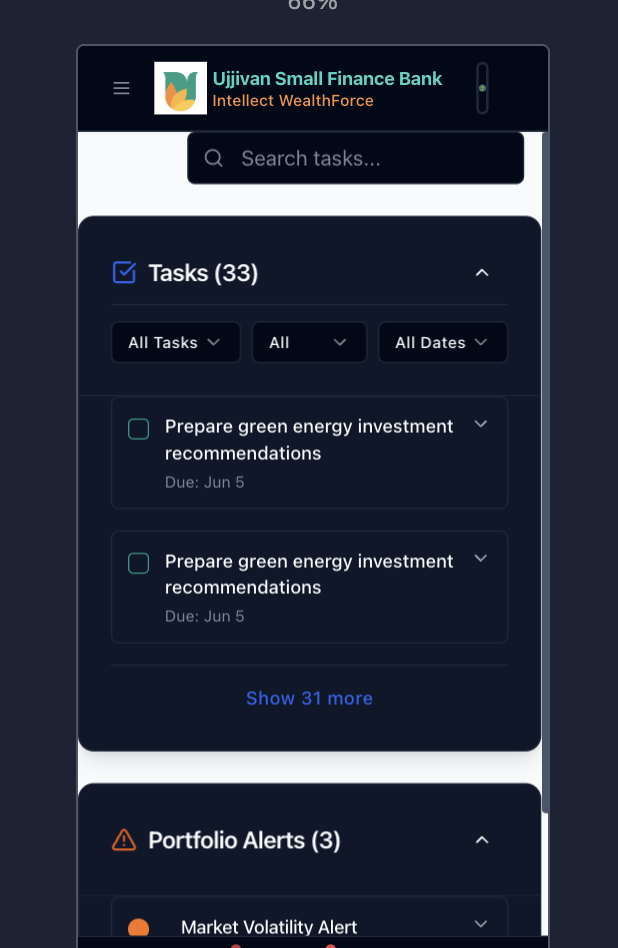 66%
Ujjivan Small Finance Bank
Intellect WealthForce
Search tasks...
Tasks (33)
All Tasks
All
All Dates
Prepare green energy investment
recommendations
Due: Jun 5
Prepare green energy investment
recommendations
Due: Jun 5
Show 31 more
Portfolio Alerts (3)
Market Volatility Alert